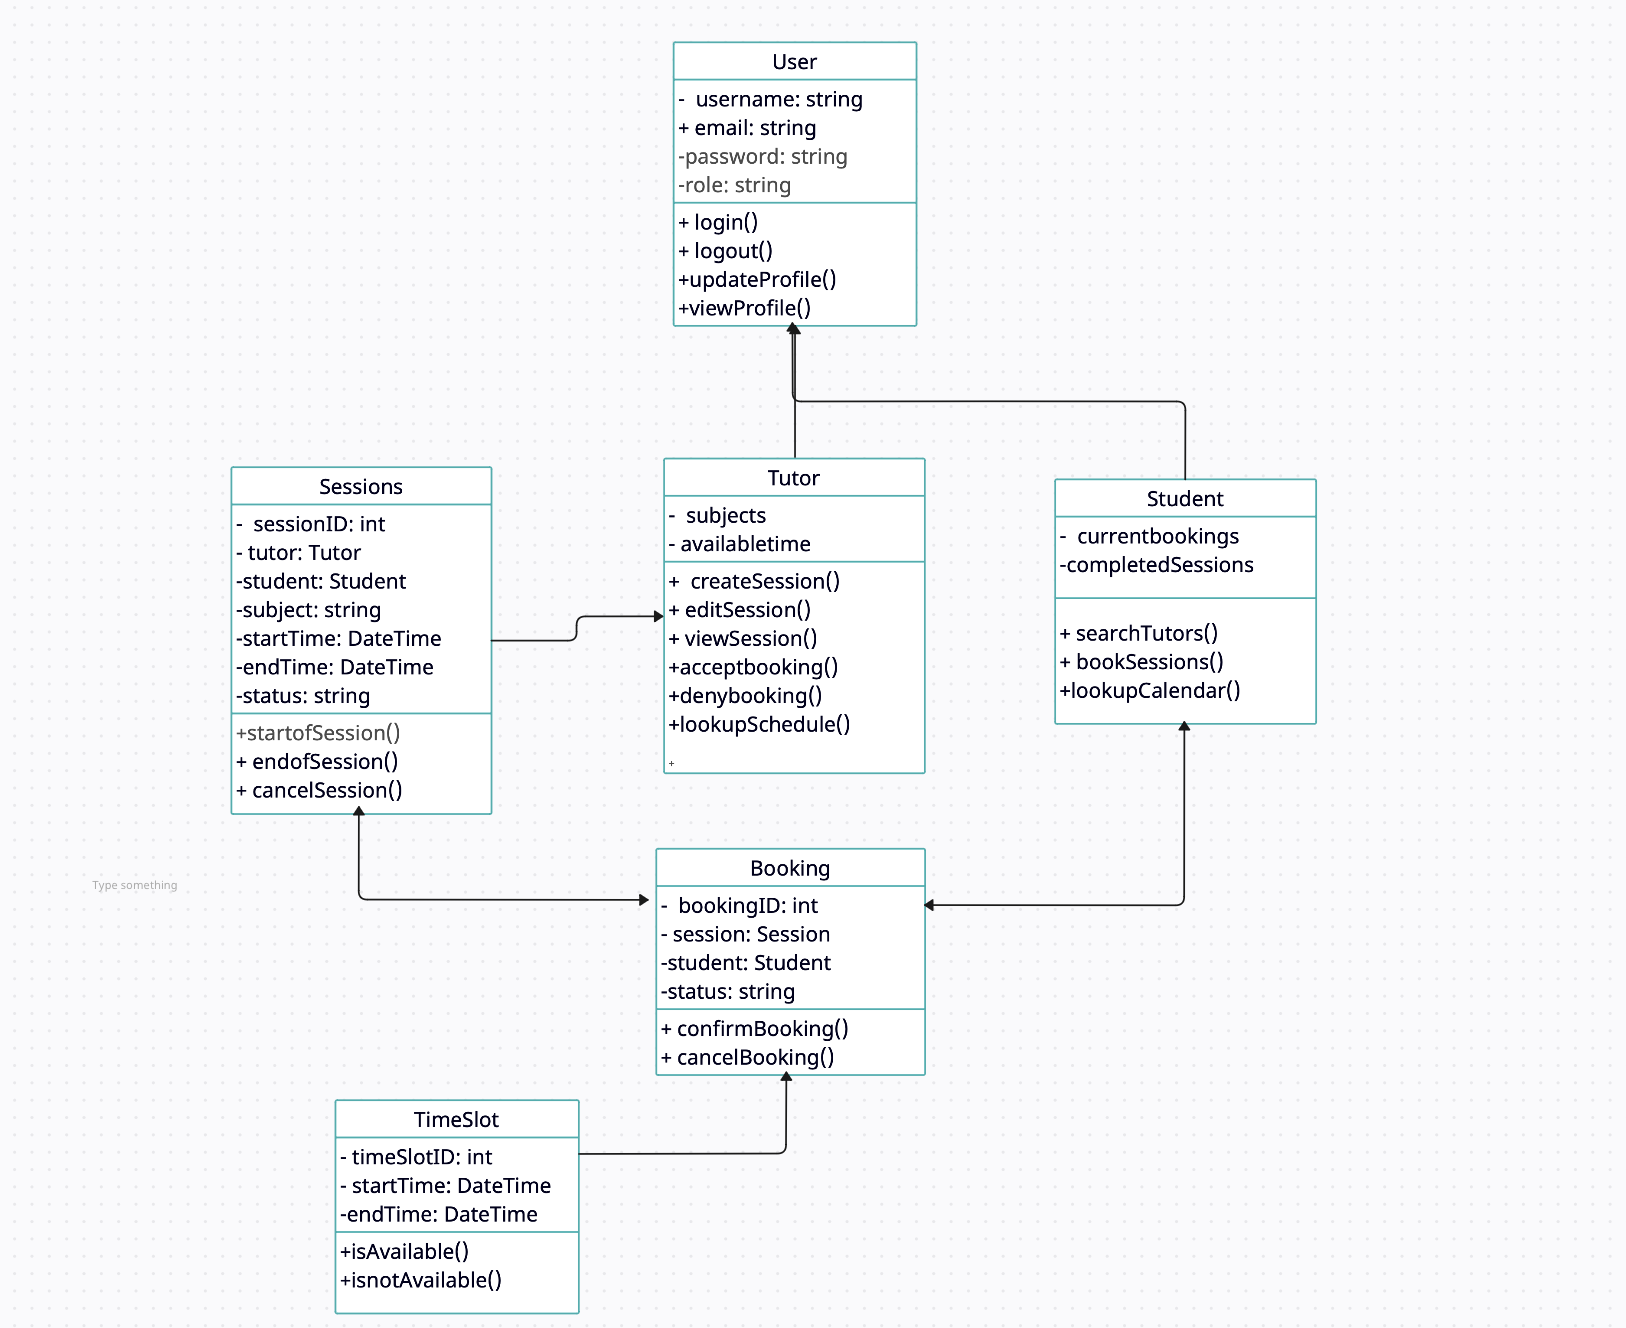 User
-  username: string
+ email: string
-password: string
-role: string
+ login()
+ logout()
+updateProfile()
+viewProfile()
Sessions
-  sessionID: int
- tutor: Tutor
-student: Student
-subject: string
-startTime: DateTime
-endTime: DateTime
-status: string
+startofSession()
+ endofSession()
+ cancelSession()
Tutor
-  subjects
- availabletime
+  createSession()
+ editSession()
+ viewSession()
+acceptbooking()
+denybooking()
+lookupSchedule()
+
Student
-  currentbookings
-completedSessions
+ searchTutors()
+ bookSessions()
+lookupCalendar()
Type something
Booking
-  bookingID: int
- session: Session
-student: Student
-status: string
+ confirmBooking()
+ cancelBooking()
TimeSlot
- timeSlotID: int
- startTime: DateTime
-endTime: DateTime
+isAvailable()
+isnotAvailable()